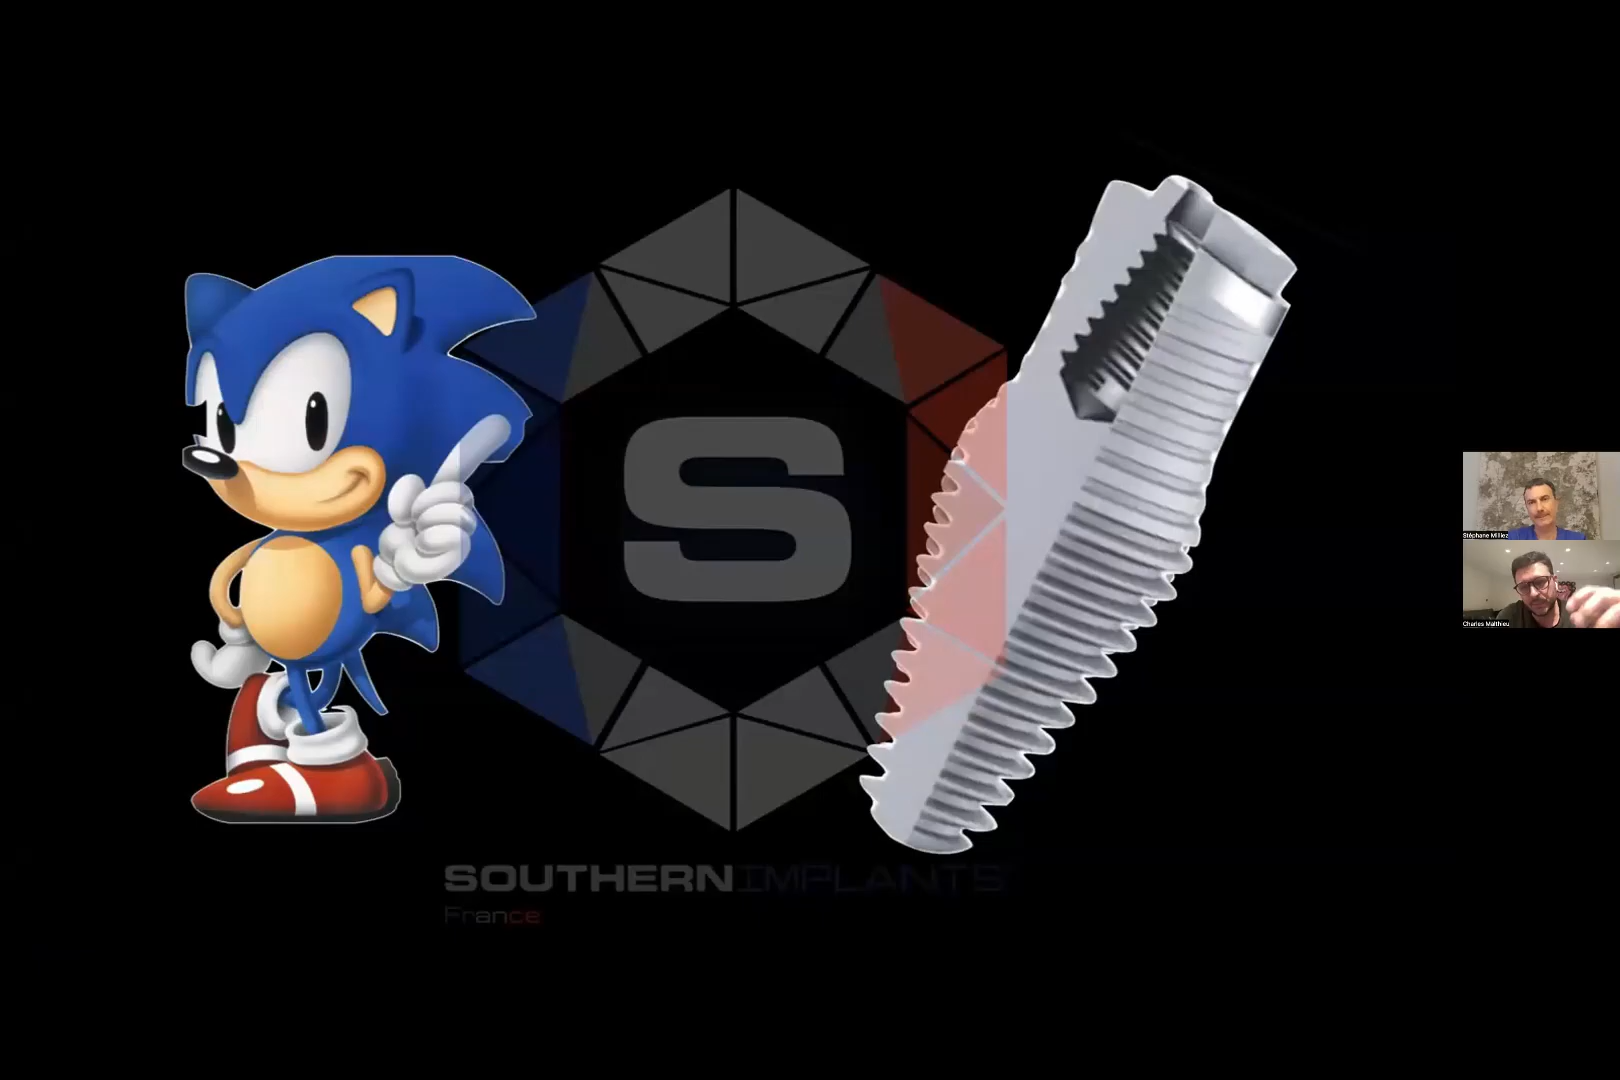 S
SOUTHERNIMPLANTS
France
Stéphane Milliez
Charles Matthieu